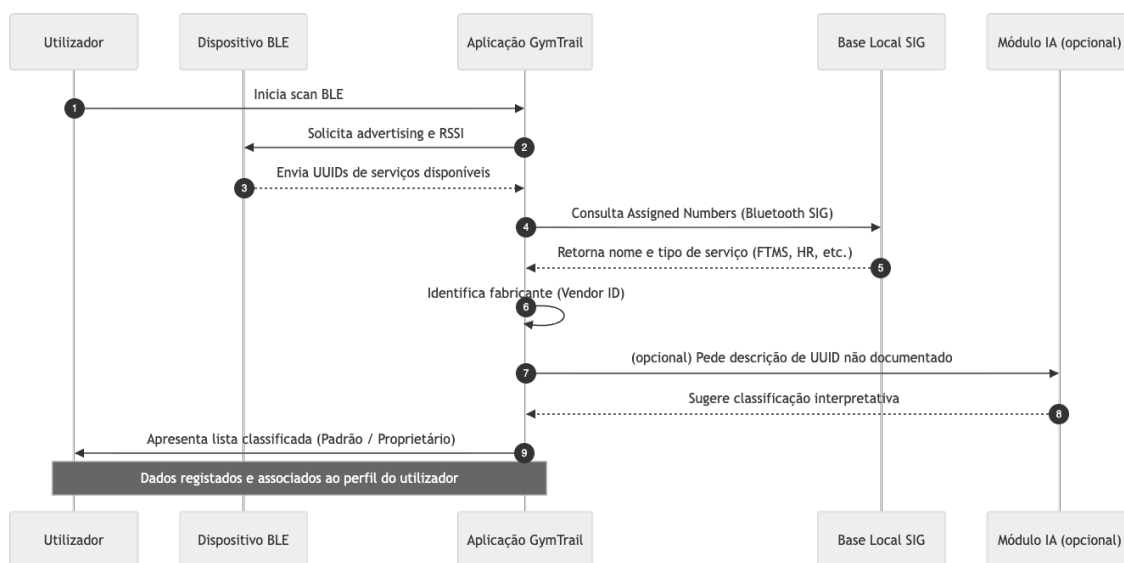 Utilizador
Dispositivo BLE
Aplicação GymTrail
Base Local SIG
Módulo IA (opcional)
Inicia scan BLE
1
Solicita advertising e RSSI
2
Envia UUIDs de serviços disponíveis
3
Consulta Assigned Numbers (Bluetooth SIG)
4
Retorna nome e tipo de serviço (FTMS, HR, etc.)
5
Identifica fabricante (Vendor ID)
6
(opcional) Pede descrição de UUID não documentado
7
Sugere classificação interpretativa
8
Apresenta lista classificada (Padrão / Proprietário)
9
Dados registados e associados ao perfil do utilizador
Utilizador
Dispositivo BLE
Aplicação GymTrail
Base Local SIG
Módulo IA (opcional)